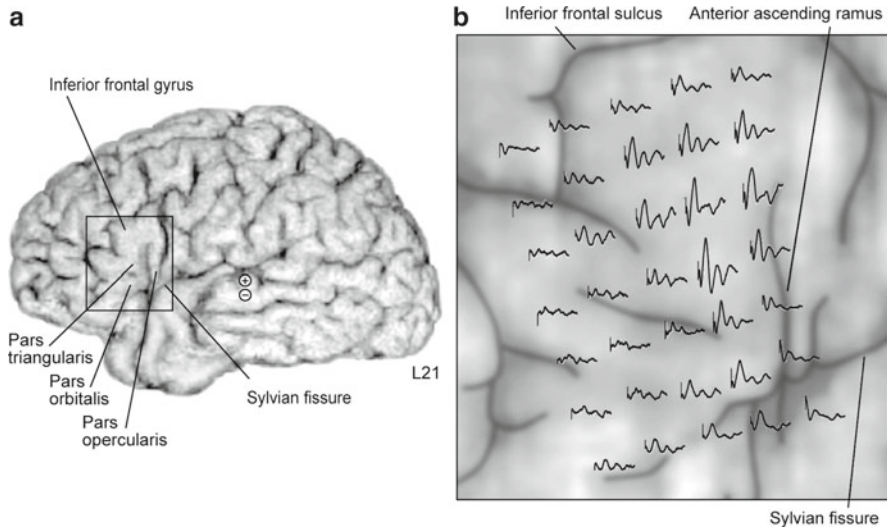 a
Inferior frontal gyrus
+
−
Pars
triangularis
Pars
orbitalis
Pars
opercularis
Sylvian fissure
L21
b
Inferior frontal sulcus
Anterior ascending ramus
Sylvian fissure